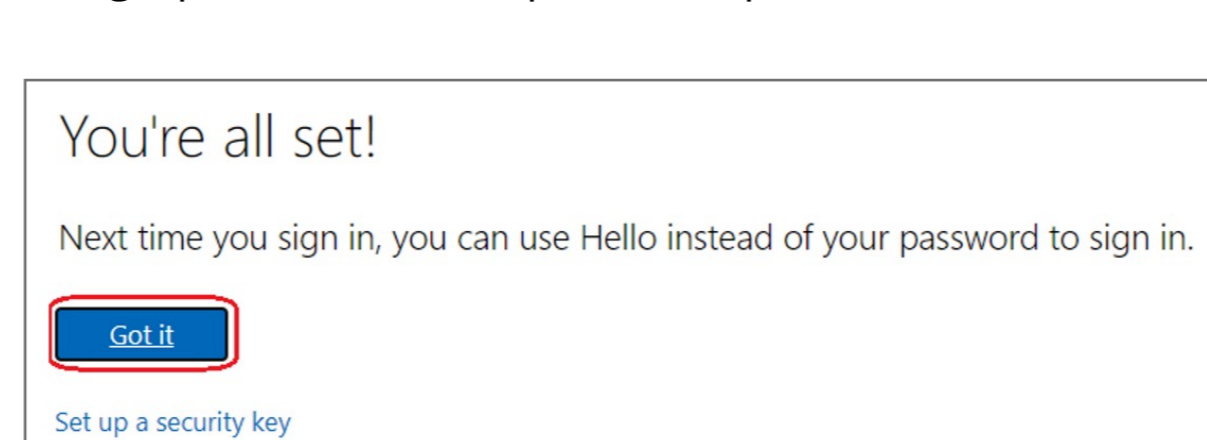 You're all set!
Next time you sign in, you can use Hello instead of your password to sign in.
Got it
Set up a security key